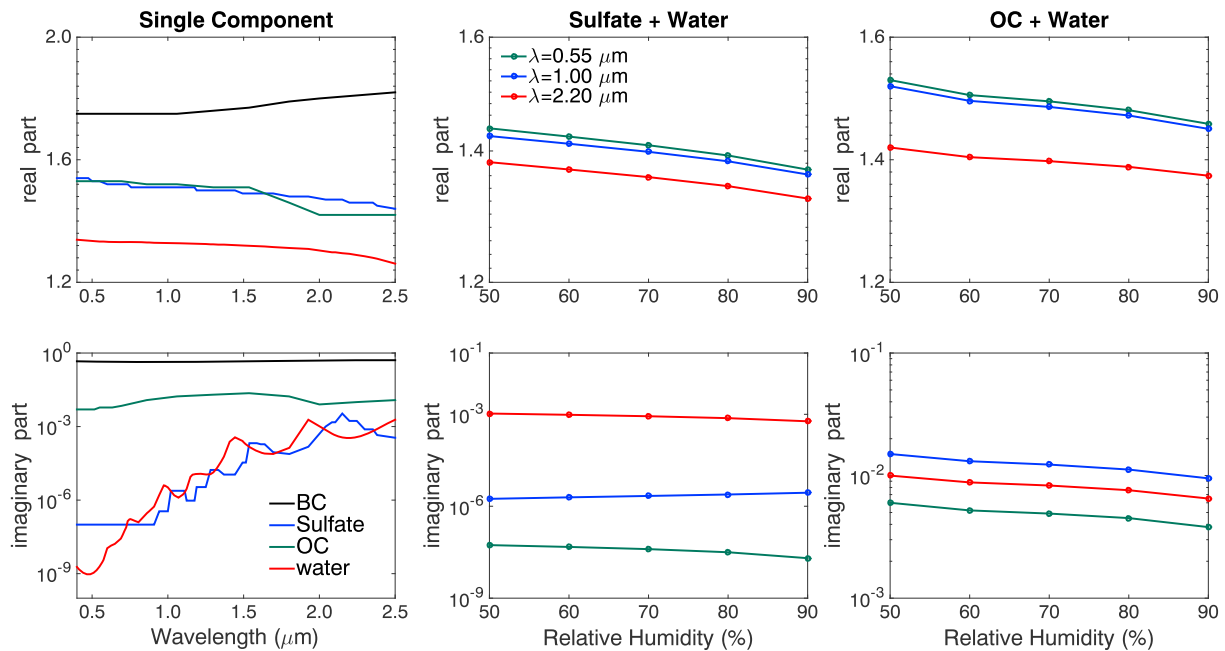 Single Component
Sulfate + Water
OC + Water
real part
2.0
1.6
1.2
0.5 1.0 1.5 2.0 2.5
real part
1.6
1.4
1.2
λ=0.55 μm
λ=1.00 μm
λ=2.20 μm
50 60 70 80 90
real part
1.6
1.4
1.2
50 60 70 80 90
imaginary part
10^0
10^-3
10^-6
10^-9
BC
Sulfate
OC
water
0.5 1.0 1.5 2.0 2.5
Wavelength (μm)
imaginary part
10^-1
10^-3
10^-6
10^-9
50 60 70 80 90
Relative Humidity (%)
imaginary part
10^-1
10^-2
10^-3
50 60 70 80 90
Relative Humidity (%)